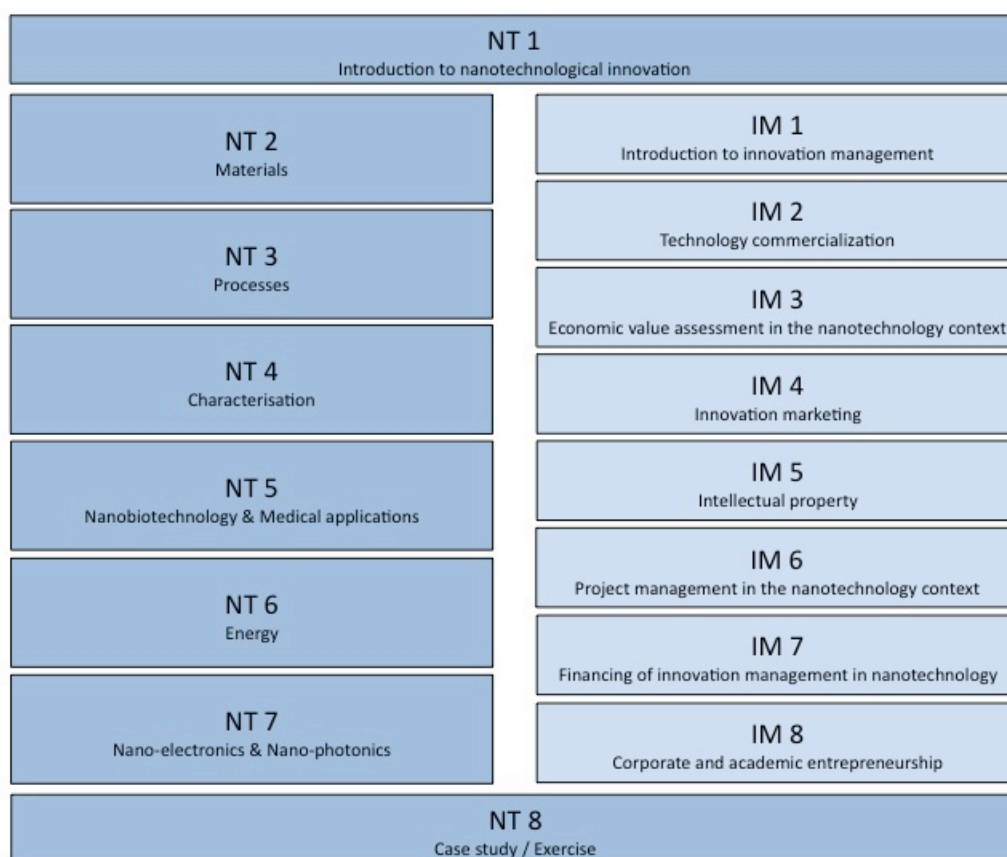 NT 1
Introduction to nanotechnological innovation
NT 2
Materials
NT 3
Processes
NT 4
Characterisation
NT 5
Nanobiotechnology & Medical applications
NT 6
Energy
NT 7
Nano-electronics & Nano-photonics
IM 1
Introduction to innovation management
IM 2
Technology commercialization
IM 3
Economic value assessment in the nanotechnology context
IM 4
Innovation marketing
IM 5
Intellectual property
IM 6
Project management in the nanotechnology context
IM 7
Financing of innovation management in nanotechnology
IM 8
Corporate and academic entrepreneurship
NT 8
Case study / Exercise